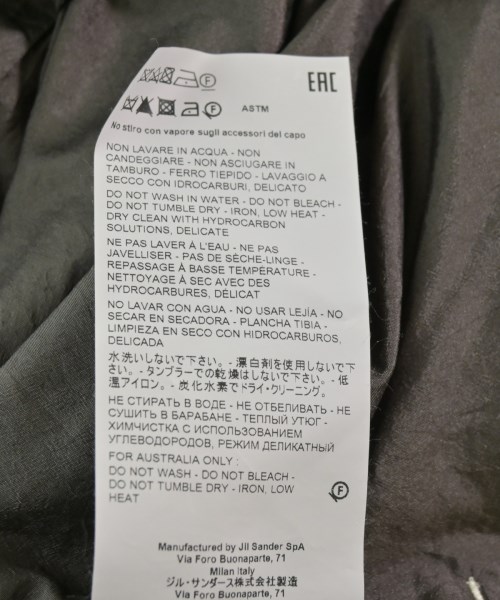 F
EAC
F
ASTM
No stiro con vapore sugli accessori del capo
NON LAVARE IN ACQUA - NON
CANDEGGIARE - NON ASCIUGARE IN
TAMBURO - FERRO TIEPIDO - LAVAGGIO A
SECCO CON IDROCARBURI, DELICATO
DO NOT WASH IN WATER - DO NOT BLEACH -
DO NOT TUMBLE DRY - IRON, LOW HEAT -
DRY CLEAN WITH HYDROCARBON
SOLUTIONS, DELICATE
NE PAS LAVER À L'EAU - NE PAS
JAVELLISER - PAS DE SÈCHE-LINGE -
REPASSAGE À BASSE TEMPÉRATURE -
NETTOYAGE À SEC AVEC DES
HYDROCARBURES, DÉLICAT
NO LAVAR CON AGUA - NO USAR LEJÍA - NO
SECAR EN SECADORA - PLANCHA TIBIA -
LIMPIEZA EN SECO CON HIDROCARBUROS,
DELICADA
水洗いしないで下さい。- 漂白剤を使用しないで下
さい。- タンブラーでの乾燥はしないで下さい。- 低
温アイロン。- 炭化水素でドライ・クリーニング。
НЕ СТИРАТЬ В ВОДЕ - НЕ ОТБЕЛИВАТЬ - НЕ
СУШИТЬ В БАРАБАНЕ - ТЕПЛЫЙ УТЮГ -
ХИМЧИСТКА С ИСПОЛЬЗОВАНИЕМ
УГЛЕВОДОРОДОВ, РЕЖИМ ДЕЛИКАТНЫЙ
FOR AUSTRALIA ONLY :
DO NOT WASH - DO NOT BLEACH -
DO NOT TUMBLE DRY - IRON, LOW
HEAT
F
Manufactured by Jil Sander SpA
Via Foro Buonaparte, 71
Milan Italy
ジル・サンダース株式会社製造
Via Foro Buonaparte, 71